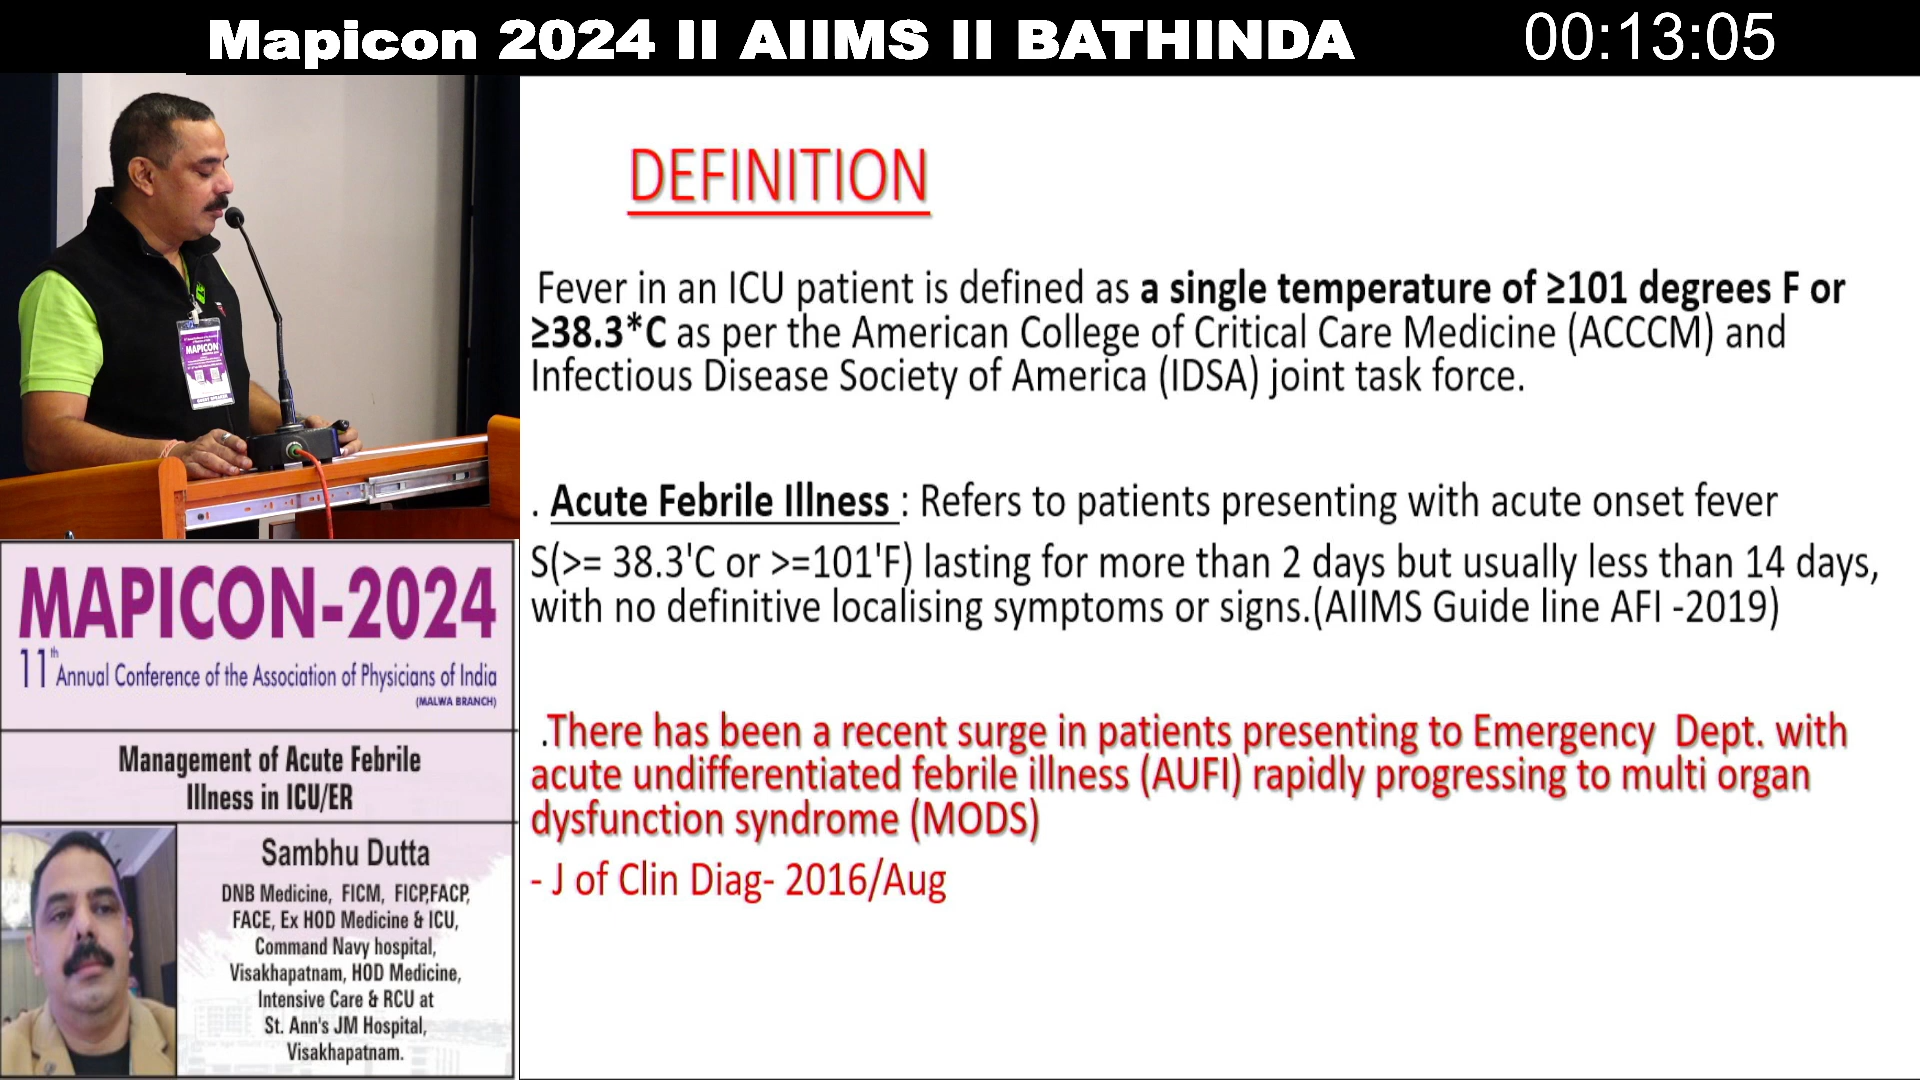 Mapicon 2024 II AIIMS II BATHINDA
00:13:05
MAPICON
DEFINITION
Fever in an ICU patient is defined as a single temperature of ≥101 degrees F or
≥38.3*C as per the American College of Critical Care Medicine (ACCCM) and
Infectious Disease Society of America (IDSA) joint task force.
. Acute Febrile Illness : Refers to patients presenting with acute onset fever
S(>= 38.3'C or >=101'F) lasting for more than 2 days but usually less than 14 days,
with no definitive localising symptoms or signs.(AIIMS Guide line AFI -2019)
.There has been a recent surge in patients presenting to Emergency Dept. with
acute undifferentiated febrile illness (AUFI) rapidly progressing to multi organ
dysfunction syndrome (MODS)
- J of Clin Diag- 2016/Aug
MAPICON-2024
11th Annual Conference of the Association of Physicians of India
(MALWA BRANCH)
Management of Acute Febrile
Illness in ICU/ER
Sambhu Dutta
DNB Medicine, FICM, FICP,FACP,
FACE, Ex HOD Medicine & ICU,
Command Navy hospital,
Visakhapatnam, HOD Medicine,
Intensive Care & RCU at
St. Ann's JM Hospital,
Visakhapatnam.